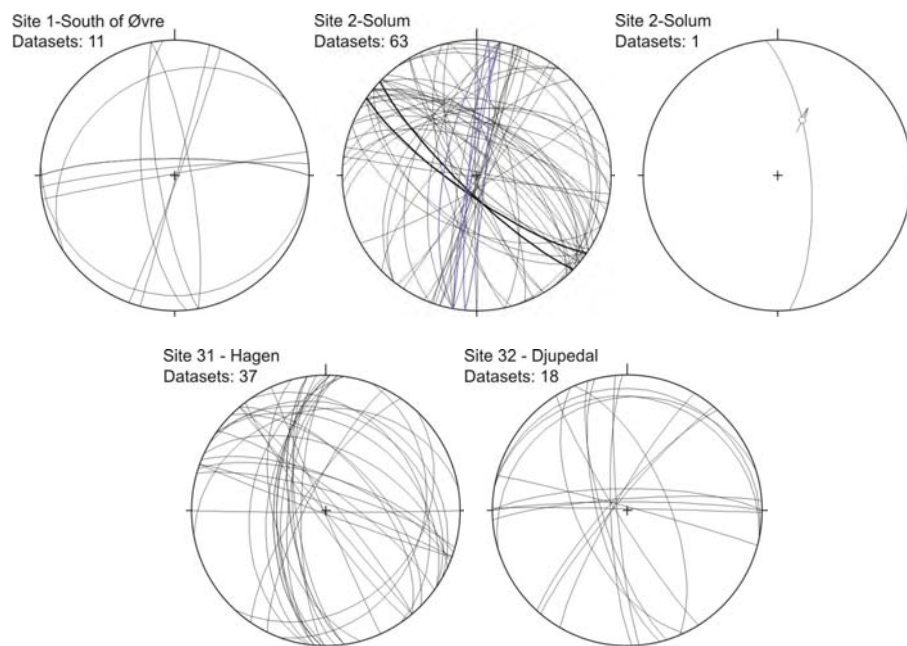 Site 1-South of Øvre
Datasets: 11
Site 2-Solum
Datasets: 63
Site 2-Solum
Datasets: 1
Site 31 - Hagen
Datasets: 37
Site 32 - Djupedal
Datasets: 18